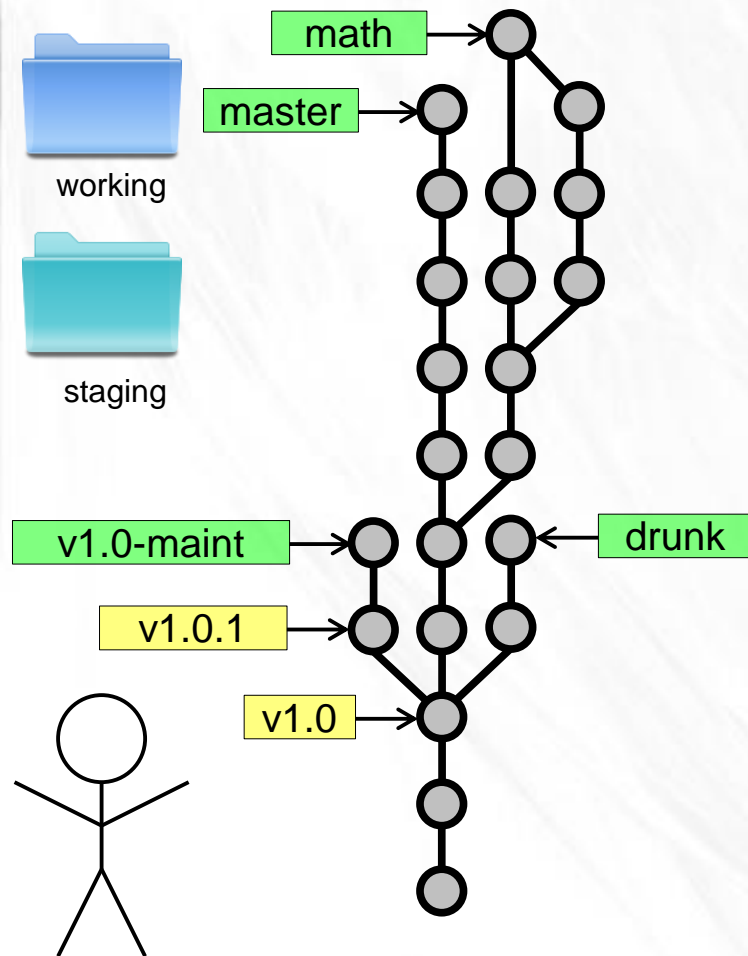 math
master
working
staging
v1.0-maint
drunk
v1.0.1
v1.0